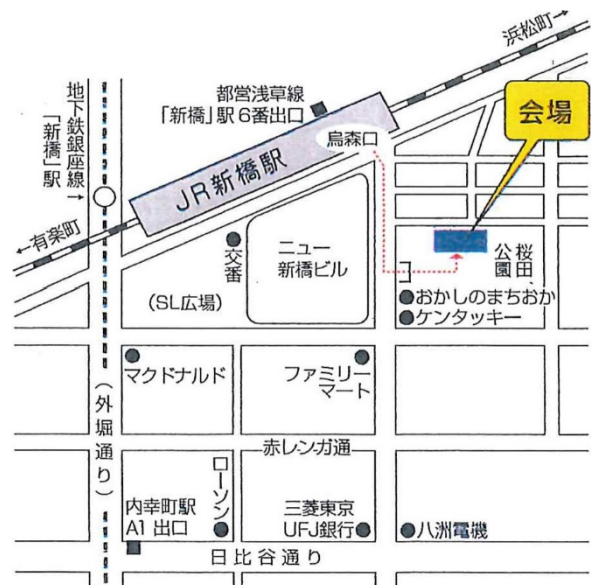 浜松町→
都営浅草線
「新橋」駅 6番出口
地下鉄銀座線
「新橋」駅→
会場
烏森口
JR新橋駅
←有楽町
交番
ニュー
新橋ビル
桜田
公園
(SL広場)
おかしのまちおか
ケンタッキー
マクドナルド
ファミリー
マート
(外堀通り)
赤レンガ通
ローソン
内幸町駅
A1 出口
三菱東京
UFJ銀行
八洲電機
日比谷通り